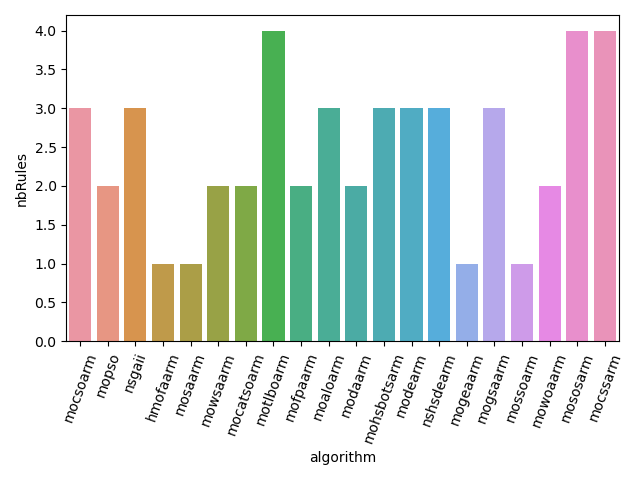 4.0
3.5
3.0
2.5
2.0
1.5
1.0
0.5
0.0
nbRules
mocsoarm
mopso
nsgaii
hmofaarm
mosaarm
mowsaarm
mocatsoarm
motlboarm
mofpaarm
moaloarm
modaarm
mohsbotsarm
modearm
nshsdearm
mogeaarm
mogsaarm
mossoarm
mowoaarm
mososarm
mocssarm
algorithm